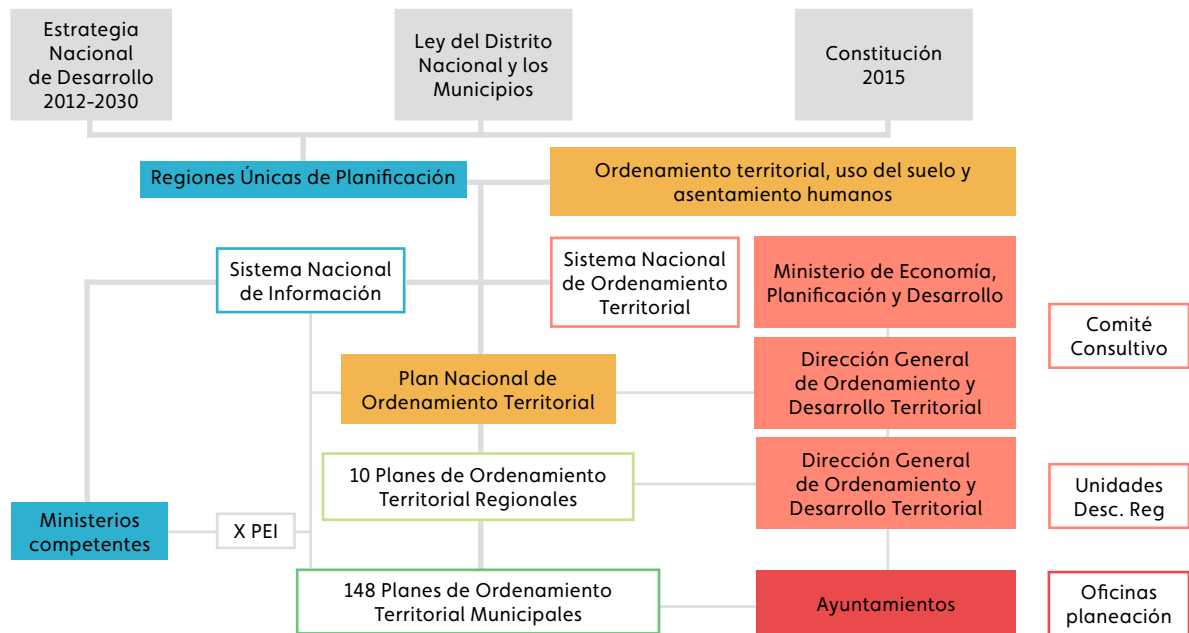 Estrategia
Nacional
de Desarrollo
2012-2030
Ley del Distrito
Nacional y los
Municipios
Constitución
2015
Regiones Únicas de Planificación
Ordenamiento territorial, uso del suelo y
asentamiento humanos
Sistema Nacional
de Información
Sistema Nacional
de Ordenamiento
Territorial
Ministerio de Economía,
Planificación y Desarrollo
Comité
Consultivo
Plan Nacional de
Ordenamiento Territorial
Dirección General
de Ordenamiento y
Desarrollo Territorial
10 Planes de Ordenamiento
Territorial Regionales
Dirección General
de Ordenamiento y
Desarrollo Territorial
Unidades
Desc. Reg
Ministerios
competentes
X PEI
148 Planes de Ordenamiento
Territorial Municipales
Ayuntamientos
Oficinas
planeación